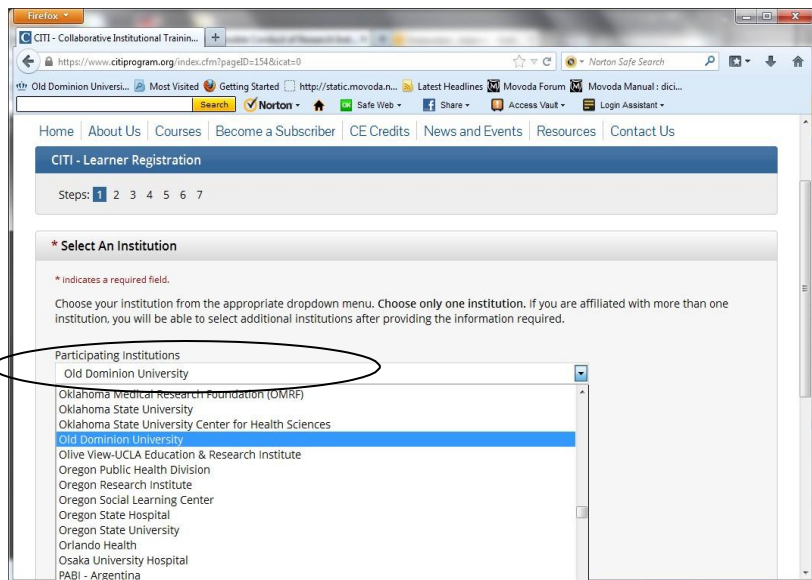 Firefox
CITI - Collaborative Institutional Trainin...
https://www.citiprogram.org/index.cfm?pageID=154&icat=0
Norton Safe Search
Old Dominion Universi... Most Visited Getting Started http://static.movoda.n... Latest Headlines Movoda Forum Movoda Manual : dici...
Search Norton Safe Web Share Access Vault Login Assistant
Home About Us Courses Become a Subscriber CE Credits News and Events Resources Contact Us
CITI - Learner Registration
Steps: 1 2 3 4 5 6 7
* Select An Institution
* indicates a required field.
Choose your institution from the appropriate dropdown menu. Choose only one institution. If you are affiliated with more than one
institution, you will be able to select additional institutions after providing the information required.
Participating Institutions
Old Dominion University
Oklahoma Medical Research Foundation (OMRF)
Oklahoma State University
Oklahoma State University Center for Health Sciences
Old Dominion University
Olive View-UCLA Education & Research Institute
Oregon Public Health Division
Oregon Research Institute
Oregon Social Learning Center
Oregon State Hospital
Oregon State University
Orlando Health
Osaka University Hospital
PABI - Argentina